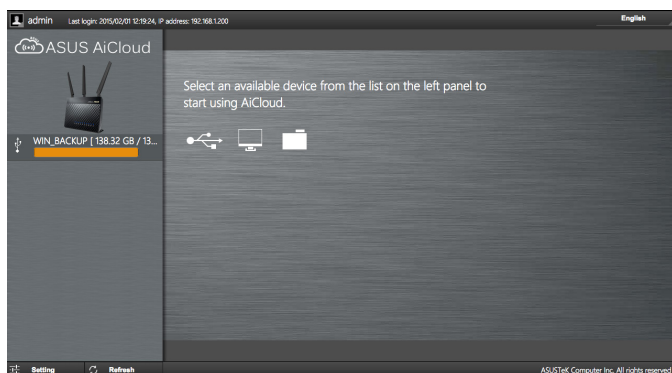 admin Last login: 2015/02/01 12:19:24, IP address: 192.168.1.200
English
ASUS AiCloud
Select an available device from the list on the left panel to
start using AiCloud.
WIN_BACKUP [ 138.32 GB / 13...
Setting Refresh
ASUSTeK Computer Inc. All rights reserved